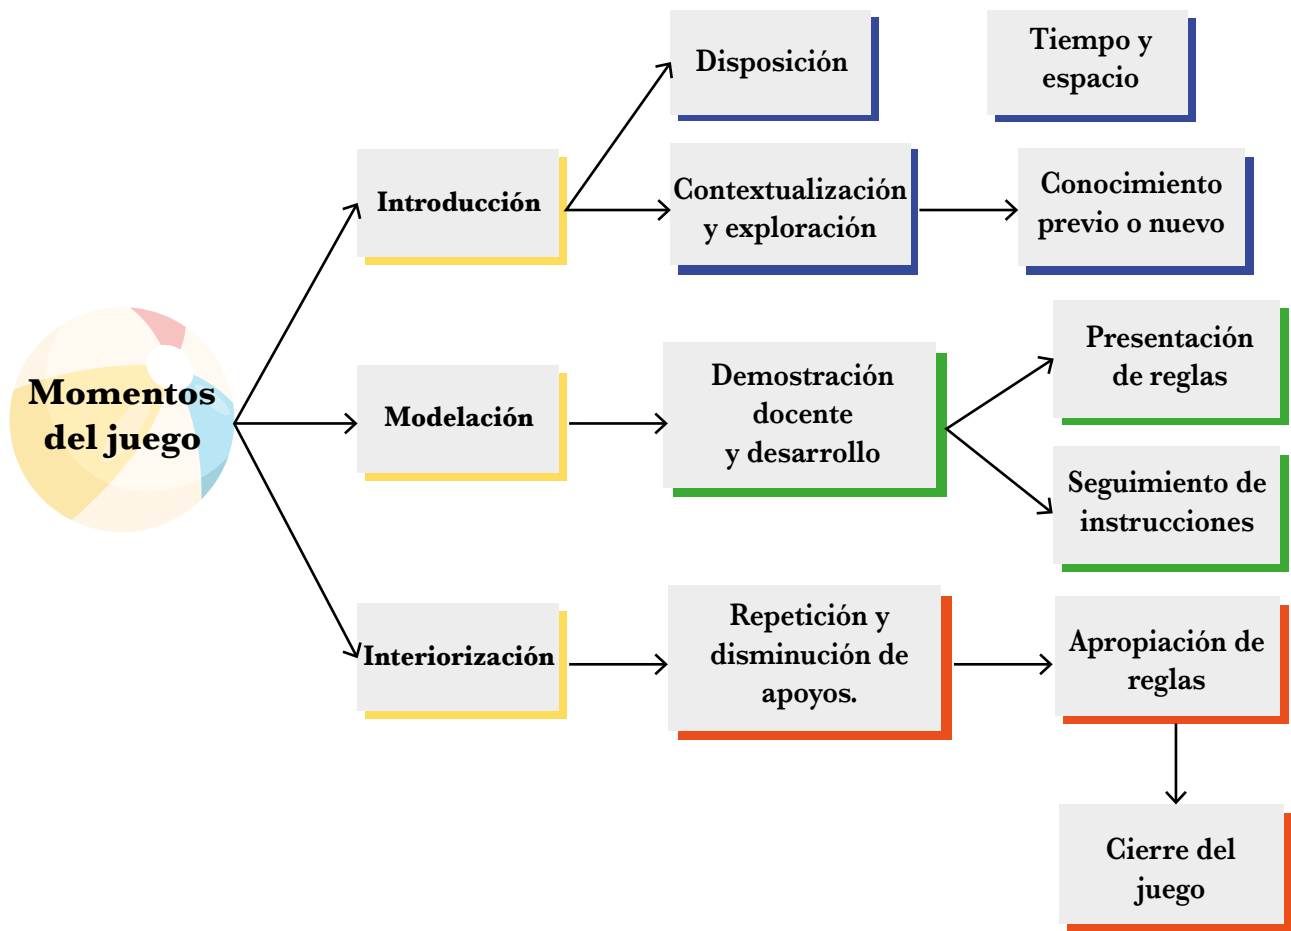 Momentos
del juego
Introducción
Disposición
Tiempo y
espacio
Contextualización
y exploración
Conocimiento
previo o nuevo
Modelación
Demostración
docente
y desarrollo
Presentación
de reglas
Seguimiento de
instrucciones
Interiorización
Repetición y
disminución de
apoyos.
Apropiación de
reglas
Cierre del
juego